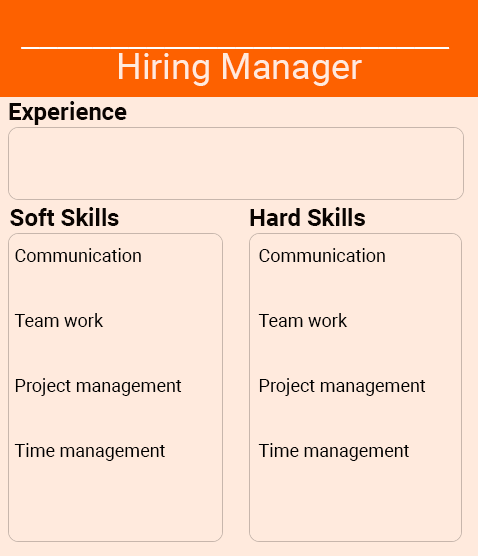 Hiring Manager
Experience
Soft Skills
Hard Skills
Communication
Team work
Project management
Time management
Communication
Team work
Project management
Time management